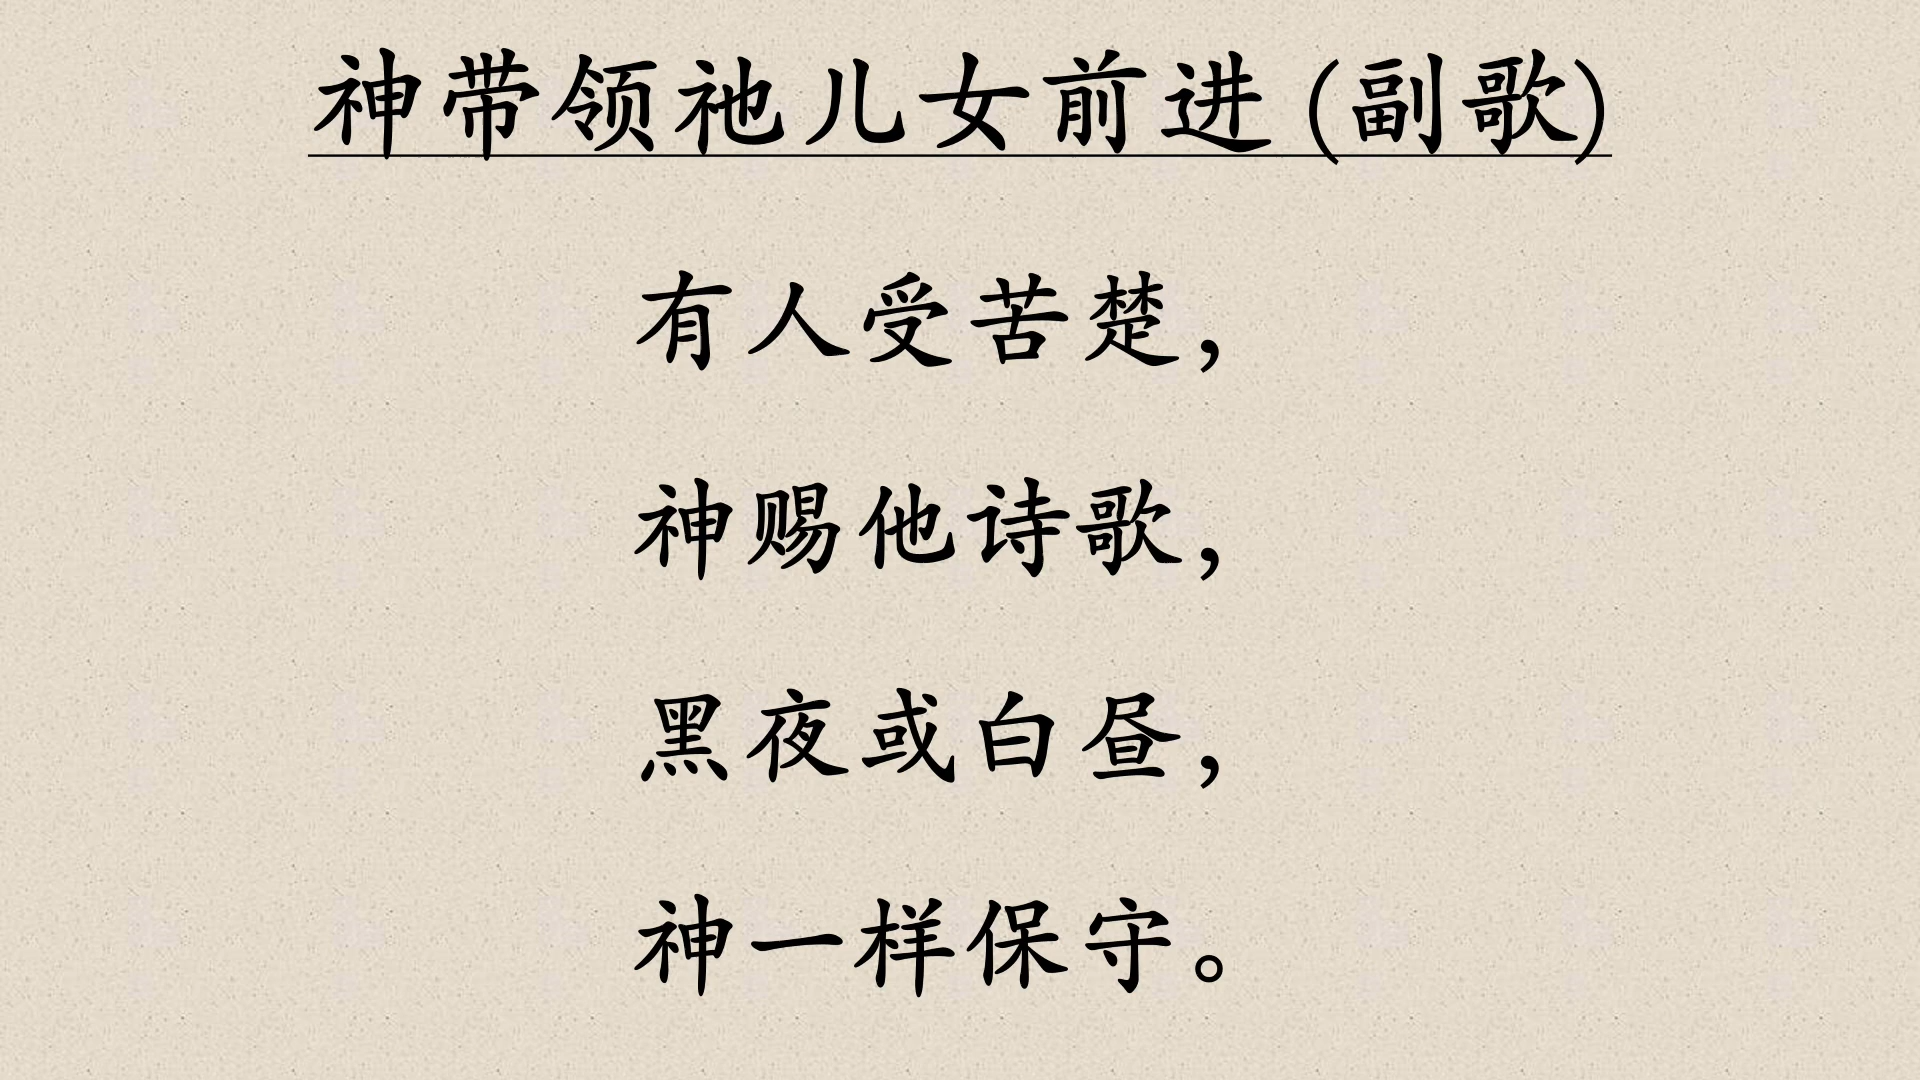 神带领祂儿女前进(副歌)
有人受苦楚，
神赐他诗歌，
黑夜或白昼，
神一样保守。